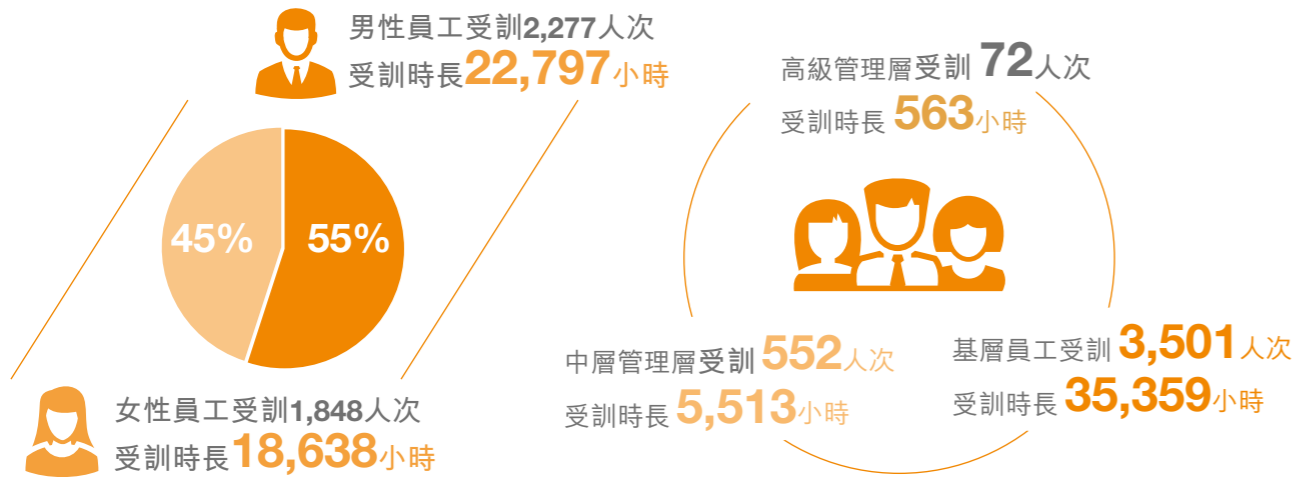 男性員工受訓2,277人次
受訓時長22,797小時
45%
55%
女性員工受訓1,848人次
受訓時長18,638小時
高級管理層受訓72人次
受訓時長563小時
中層管理層受訓552人次
受訓時長5,513小時
基層員工受訓3,501人次
受訓時長35,359小時